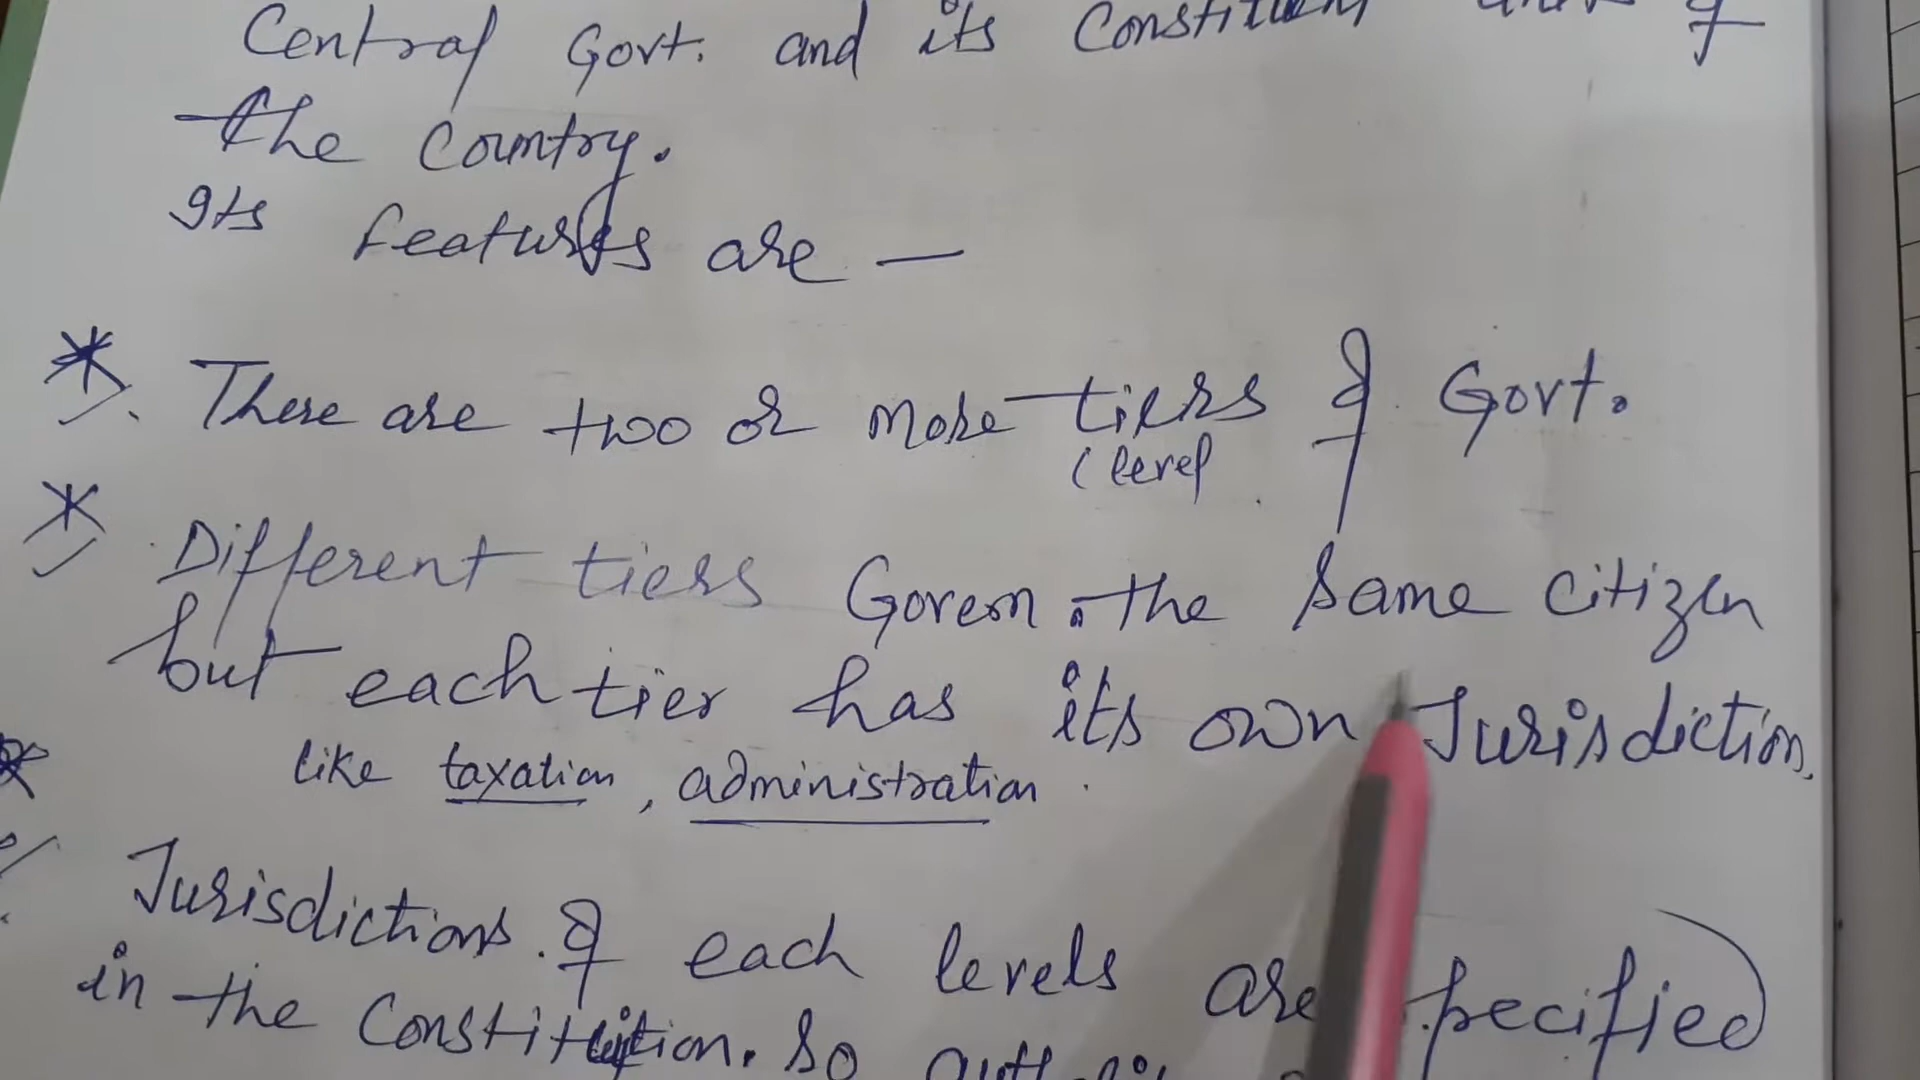 Central Govt. and its Constituent unit of
the Country.
Its features are —
* There are two or more tiers of Govt.
(level
* Different tiers Govern the same citizen
but each tier has its own Jurisdiction.
like taxation, administration.
* Jurisdictions of each levels are specified
in the Constitution. So